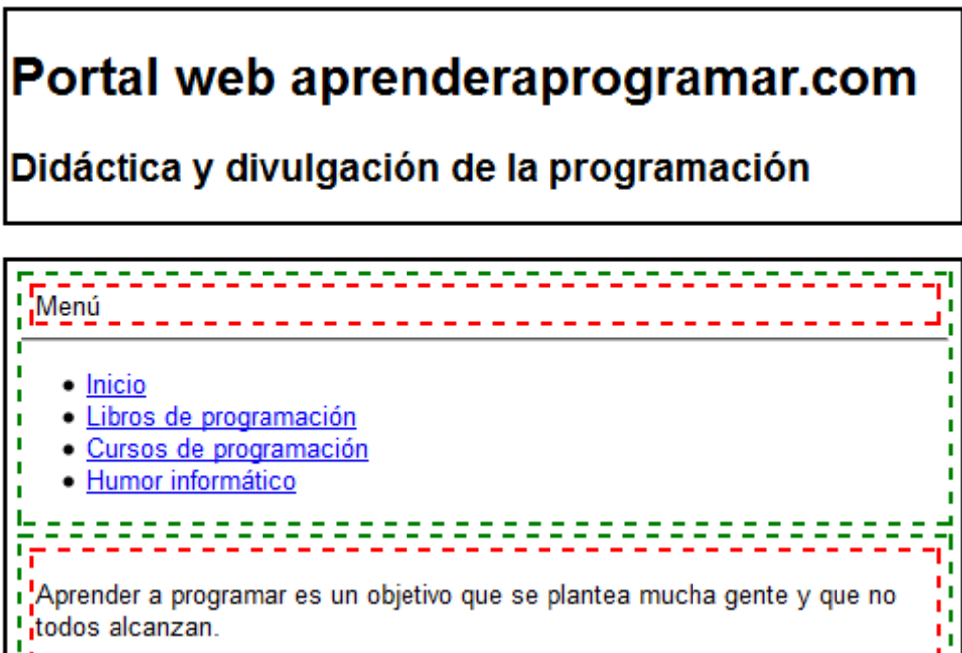 Portal web aprenderaprogramar.com
Didáctica y divulgación de la programación
Menú
Inicio
Libros de programación
Cursos de programación
Humor informático
Aprender a programar es un objetivo que se plantea mucha gente y que no
todos alcanzan.